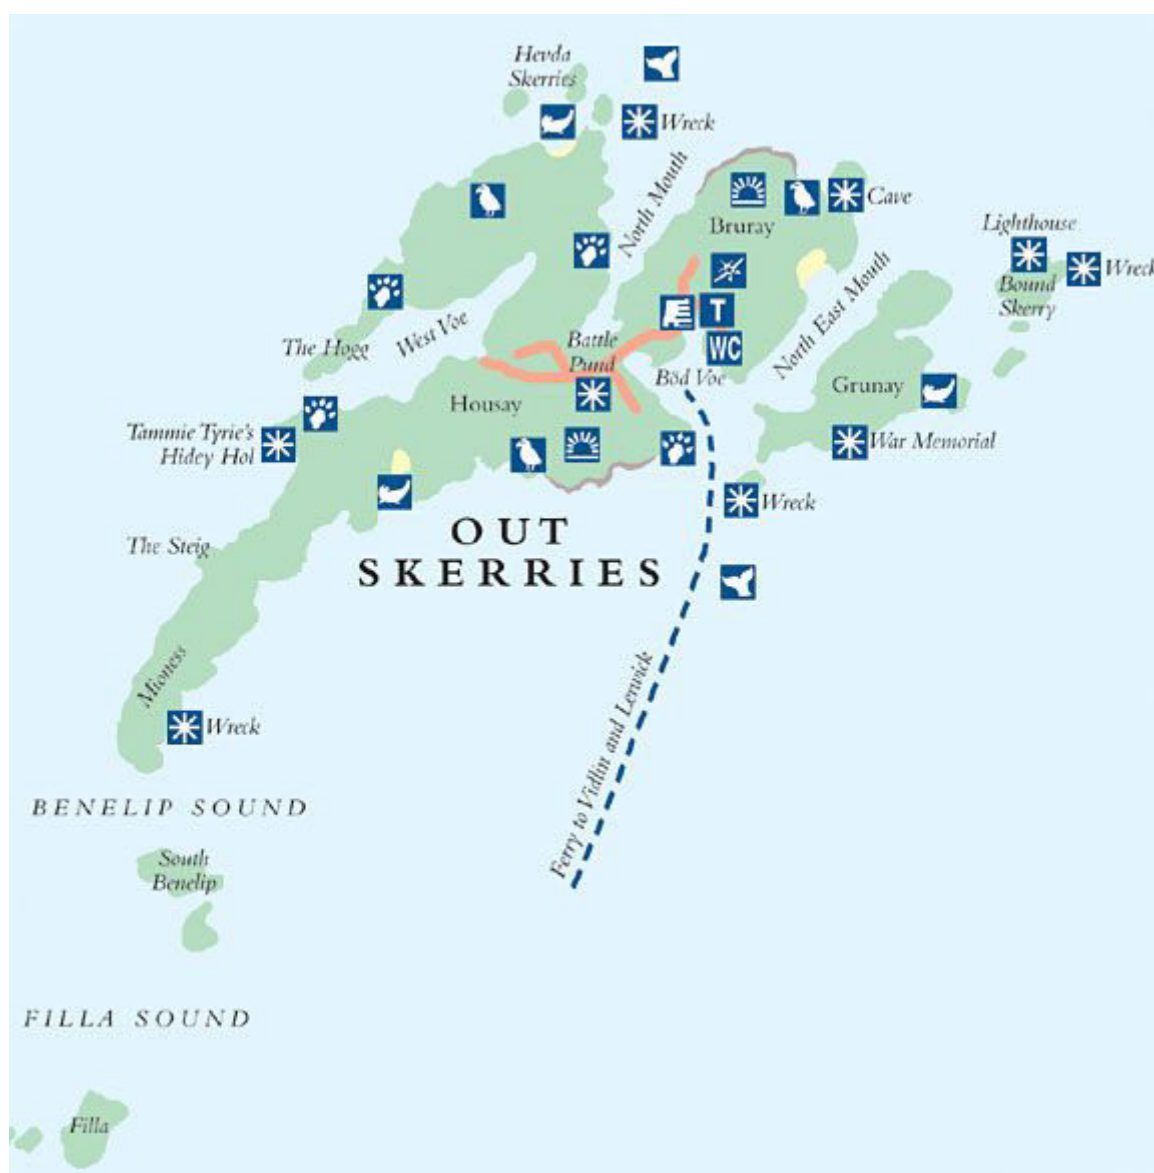 Hevda
Skerries
Wreck
North Mouth
Cave
Bruray
Lighthouse
Wreck
Bound
Skerry
North East Mouth
T
WC
West Voe
The Hogg
Battle
Pund
Böd Voe
Grunay
Housay
Tammie Tyrie's
Hidey Hol
War Memorial
Wreck
OUT
SKERRIES
The Steig
Mioness
Wreck
Ferry to Vidlin and Lerwick
BENELIP SOUND
South
Benelip
FILLA SOUND
Filla